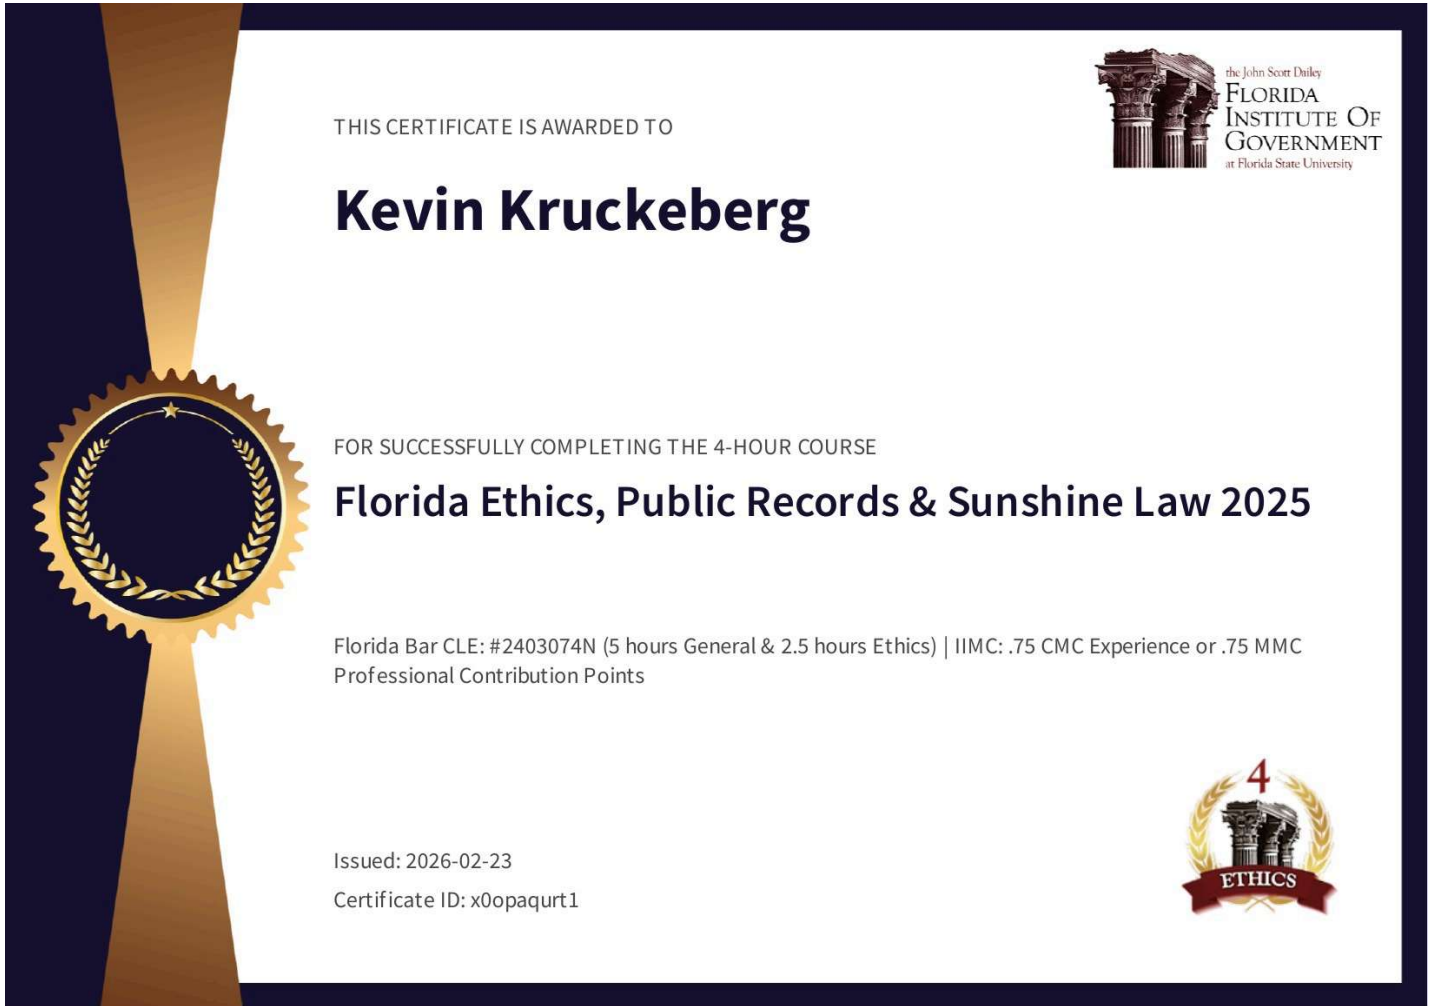 the John Scott Dailey
FLORIDA
INSTITUTE OF
GOVERNMENT
at Florida State University
THIS CERTIFICATE IS AWARDED TO
Kevin Kruckeberg
FOR SUCCESSFULLY COMPLETING THE 4-HOUR COURSE
Florida Ethics, Public Records & Sunshine Law 2025
Florida Bar CLE: #2403074N (5 hours General & 2.5 hours Ethics) | IIMC: .75 CMC Experience or .75 MMC
Professional Contribution Points
4
ETHICS
Issued: 2026-02-23
Certificate ID: x0opaqurt1